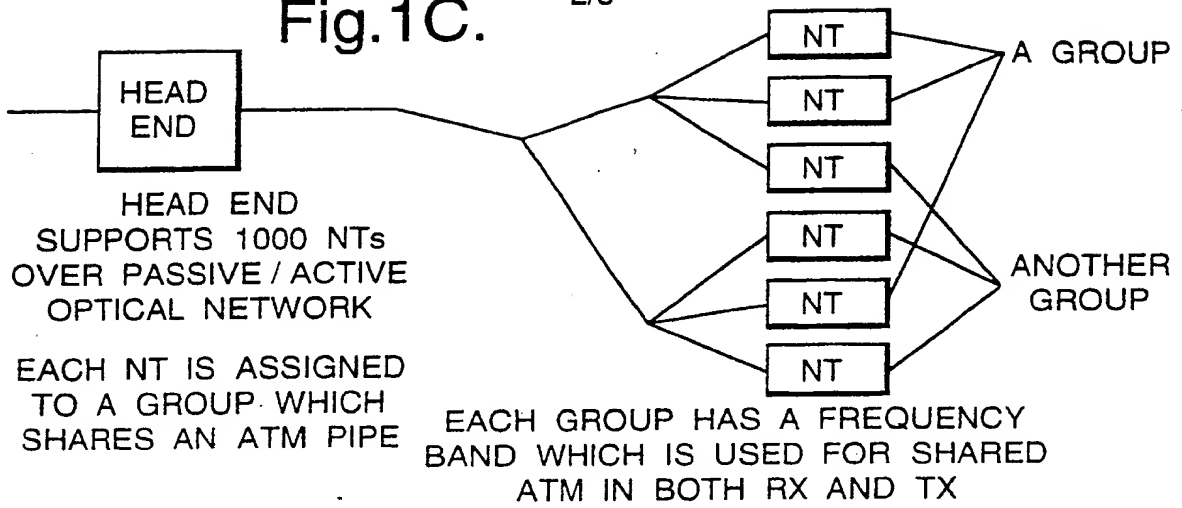 Fig.1C.
HEAD
END
NT
NT
NT
NT
NT
NT
A GROUP
ANOTHER
GROUP
HEAD END
SUPPORTS 1000 NTs
OVER PASSIVE / ACTIVE
OPTICAL NETWORK
EACH NT IS ASSIGNED
TO A GROUP WHICH
SHARES AN ATM PIPE
EACH GROUP HAS A FREQUENCY
BAND WHICH IS USED FOR SHARED
ATM IN BOTH RX AND TX